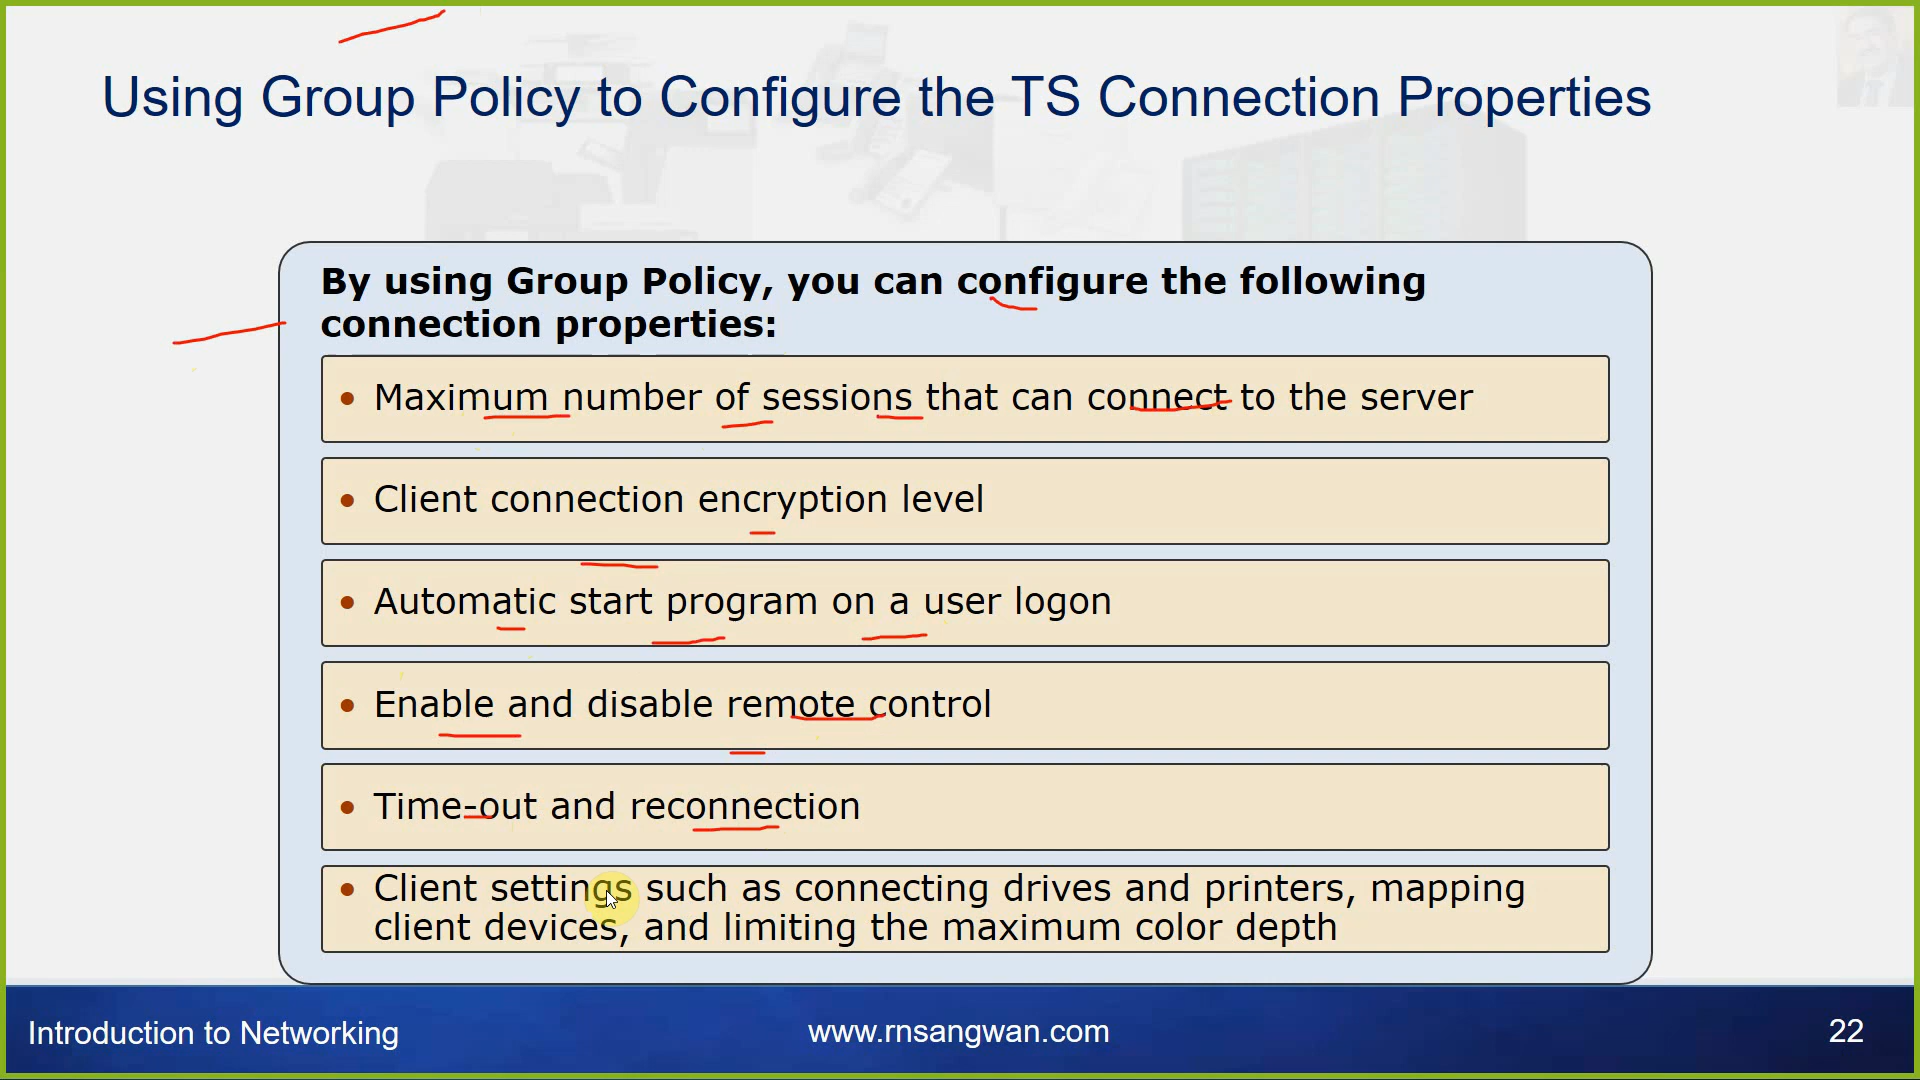 Using Group Policy to Configure the TS Connection Properties
By using Group Policy, you can configure the following
connection properties:
• Maximum number of sessions that can connect to the server
• Client connection encryption level
• Automatic start program on a user logon
• Enable and disable remote control
• Time-out and reconnection
• Client settings such as connecting drives and printers, mapping
client devices, and limiting the maximum color depth
Introduction to Networking
www.rnsangwan.com
22